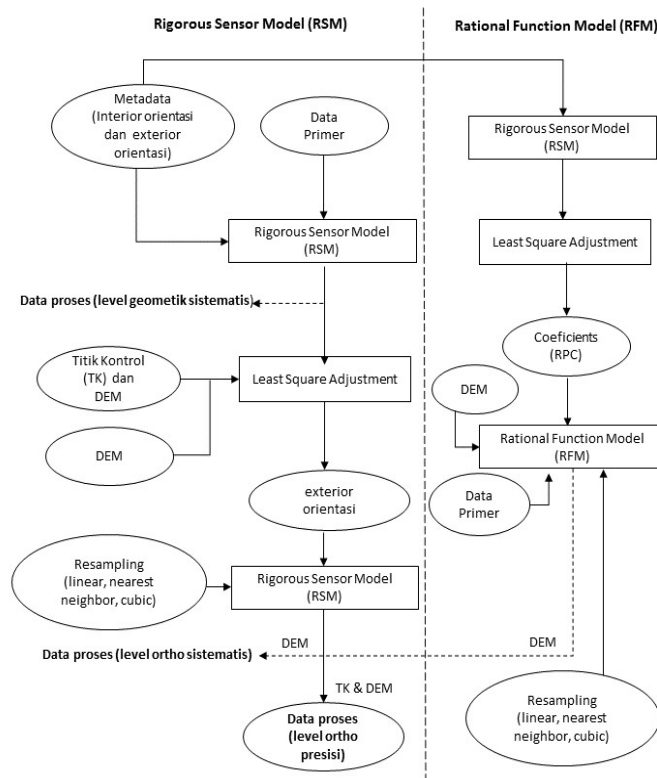 Rigorous Sensor Model (RSM)
Rational Function Model (RFM)
Metadata
(Interior orientasi
dan exterior
orientasi)
Data
Primer
Rigorous Sensor Model
(RSM)
Data proses (level geometik sistematis)
Titik Kontrol
(TK) dan
DEM
Least Square Adjustment
DEM
exterior
orientasi
Resampling
(linear, nearest
neighbor, cubic)
Rigorous Sensor Model
(RSM)
DEM
Data proses (level ortho sistematis)
TK & DEM
Data proses
(level ortho
presisi)
Rigorous Sensor Model
(RSM)
Least Square Adjustment
Coeficients
(RPC)
DEM
Rational Function Model
(RFM)
Data
Primer
DEM
Resampling
(linear, nearest
neighbor, cubic)